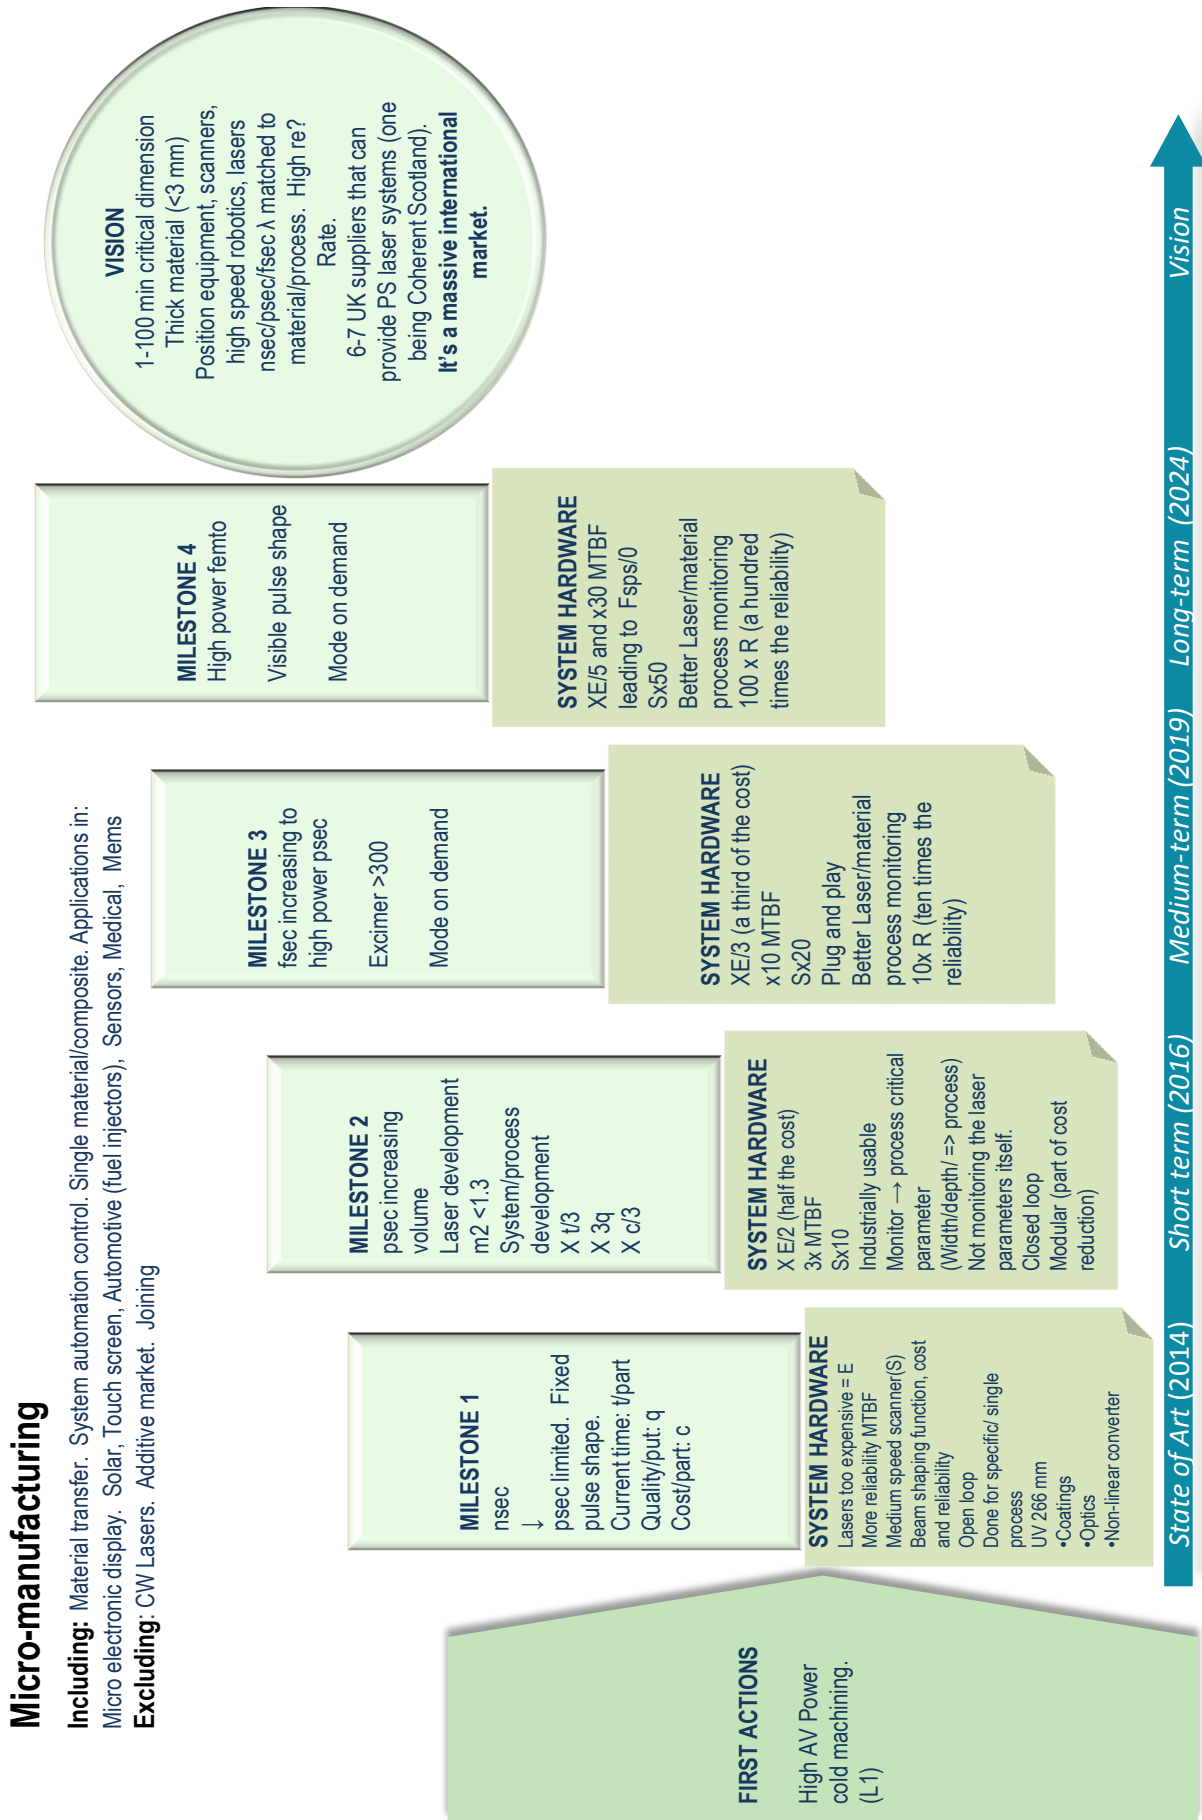 Micro-manufacturing
Including: Material transfer. System automation control. Single material/composite. Applications in:
Micro electronic display. Solar, Touch screen, Automotive (fuel injectors), Sensors, Medical, Mems
Excluding: CW Lasers. Additive market. Joining
FIRST ACTIONS
High AV Power
cold machining.
(L1)
MILESTONE 1
nsec
↓
psec limited. Fixed
pulse shape.
Current time: t/part
Quality/put: q
Cost/part: c
SYSTEM HARDWARE
Lasers too expensive = E
More reliability MTBF
Medium speed scanner(S)
Beam shaping function, cost
and reliability
Open loop
Done for specific/ single
process
UV 266 mm
•Coatings
•Optics
•Non-linear converter
MILESTONE 2
psec increasing
volume
Laser development
m2 <1.3
System/process
development
X t/3
X 3q
X c/3
SYSTEM HARDWARE
X E/2 (half the cost)
3x MTBF
Sx10
Industrially usable
Monitor → process critical
parameter
(Width/depth/ => process)
Not monitoring the laser
parameters itself.
Closed loop
Modular (part of cost
reduction)
MILESTONE 3
fsec increasing to
high power psec
Excimer >300
Mode on demand
SYSTEM HARDWARE
XE/3 (a third of the cost)
x10 MTBF
Sx20
Plug and play
Better Laser/material
process monitoring
10x R (ten times the
reliability)
MILESTONE 4
High power femto
Visible pulse shape
Mode on demand
SYSTEM HARDWARE
XE/5 and x30 MTBF
leading to Fsps/0
Sx50
Better Laser/material
process monitoring
100 x R (a hundred
times the reliability)
VISION
1-100 min critical dimension
Thick material (<3 mm)
Position equipment, scanners,
high speed robotics, lasers
nsec/psec/fsec λ matched to
material/process. High re?
Rate.
6-7 UK suppliers that can
provide PS laser systems (one
being Coherent Scotland).
It's a massive international
market.
State of Art (2014)
Short term (2016)
Medium-term (2019)
Long-term (2024)
Vision